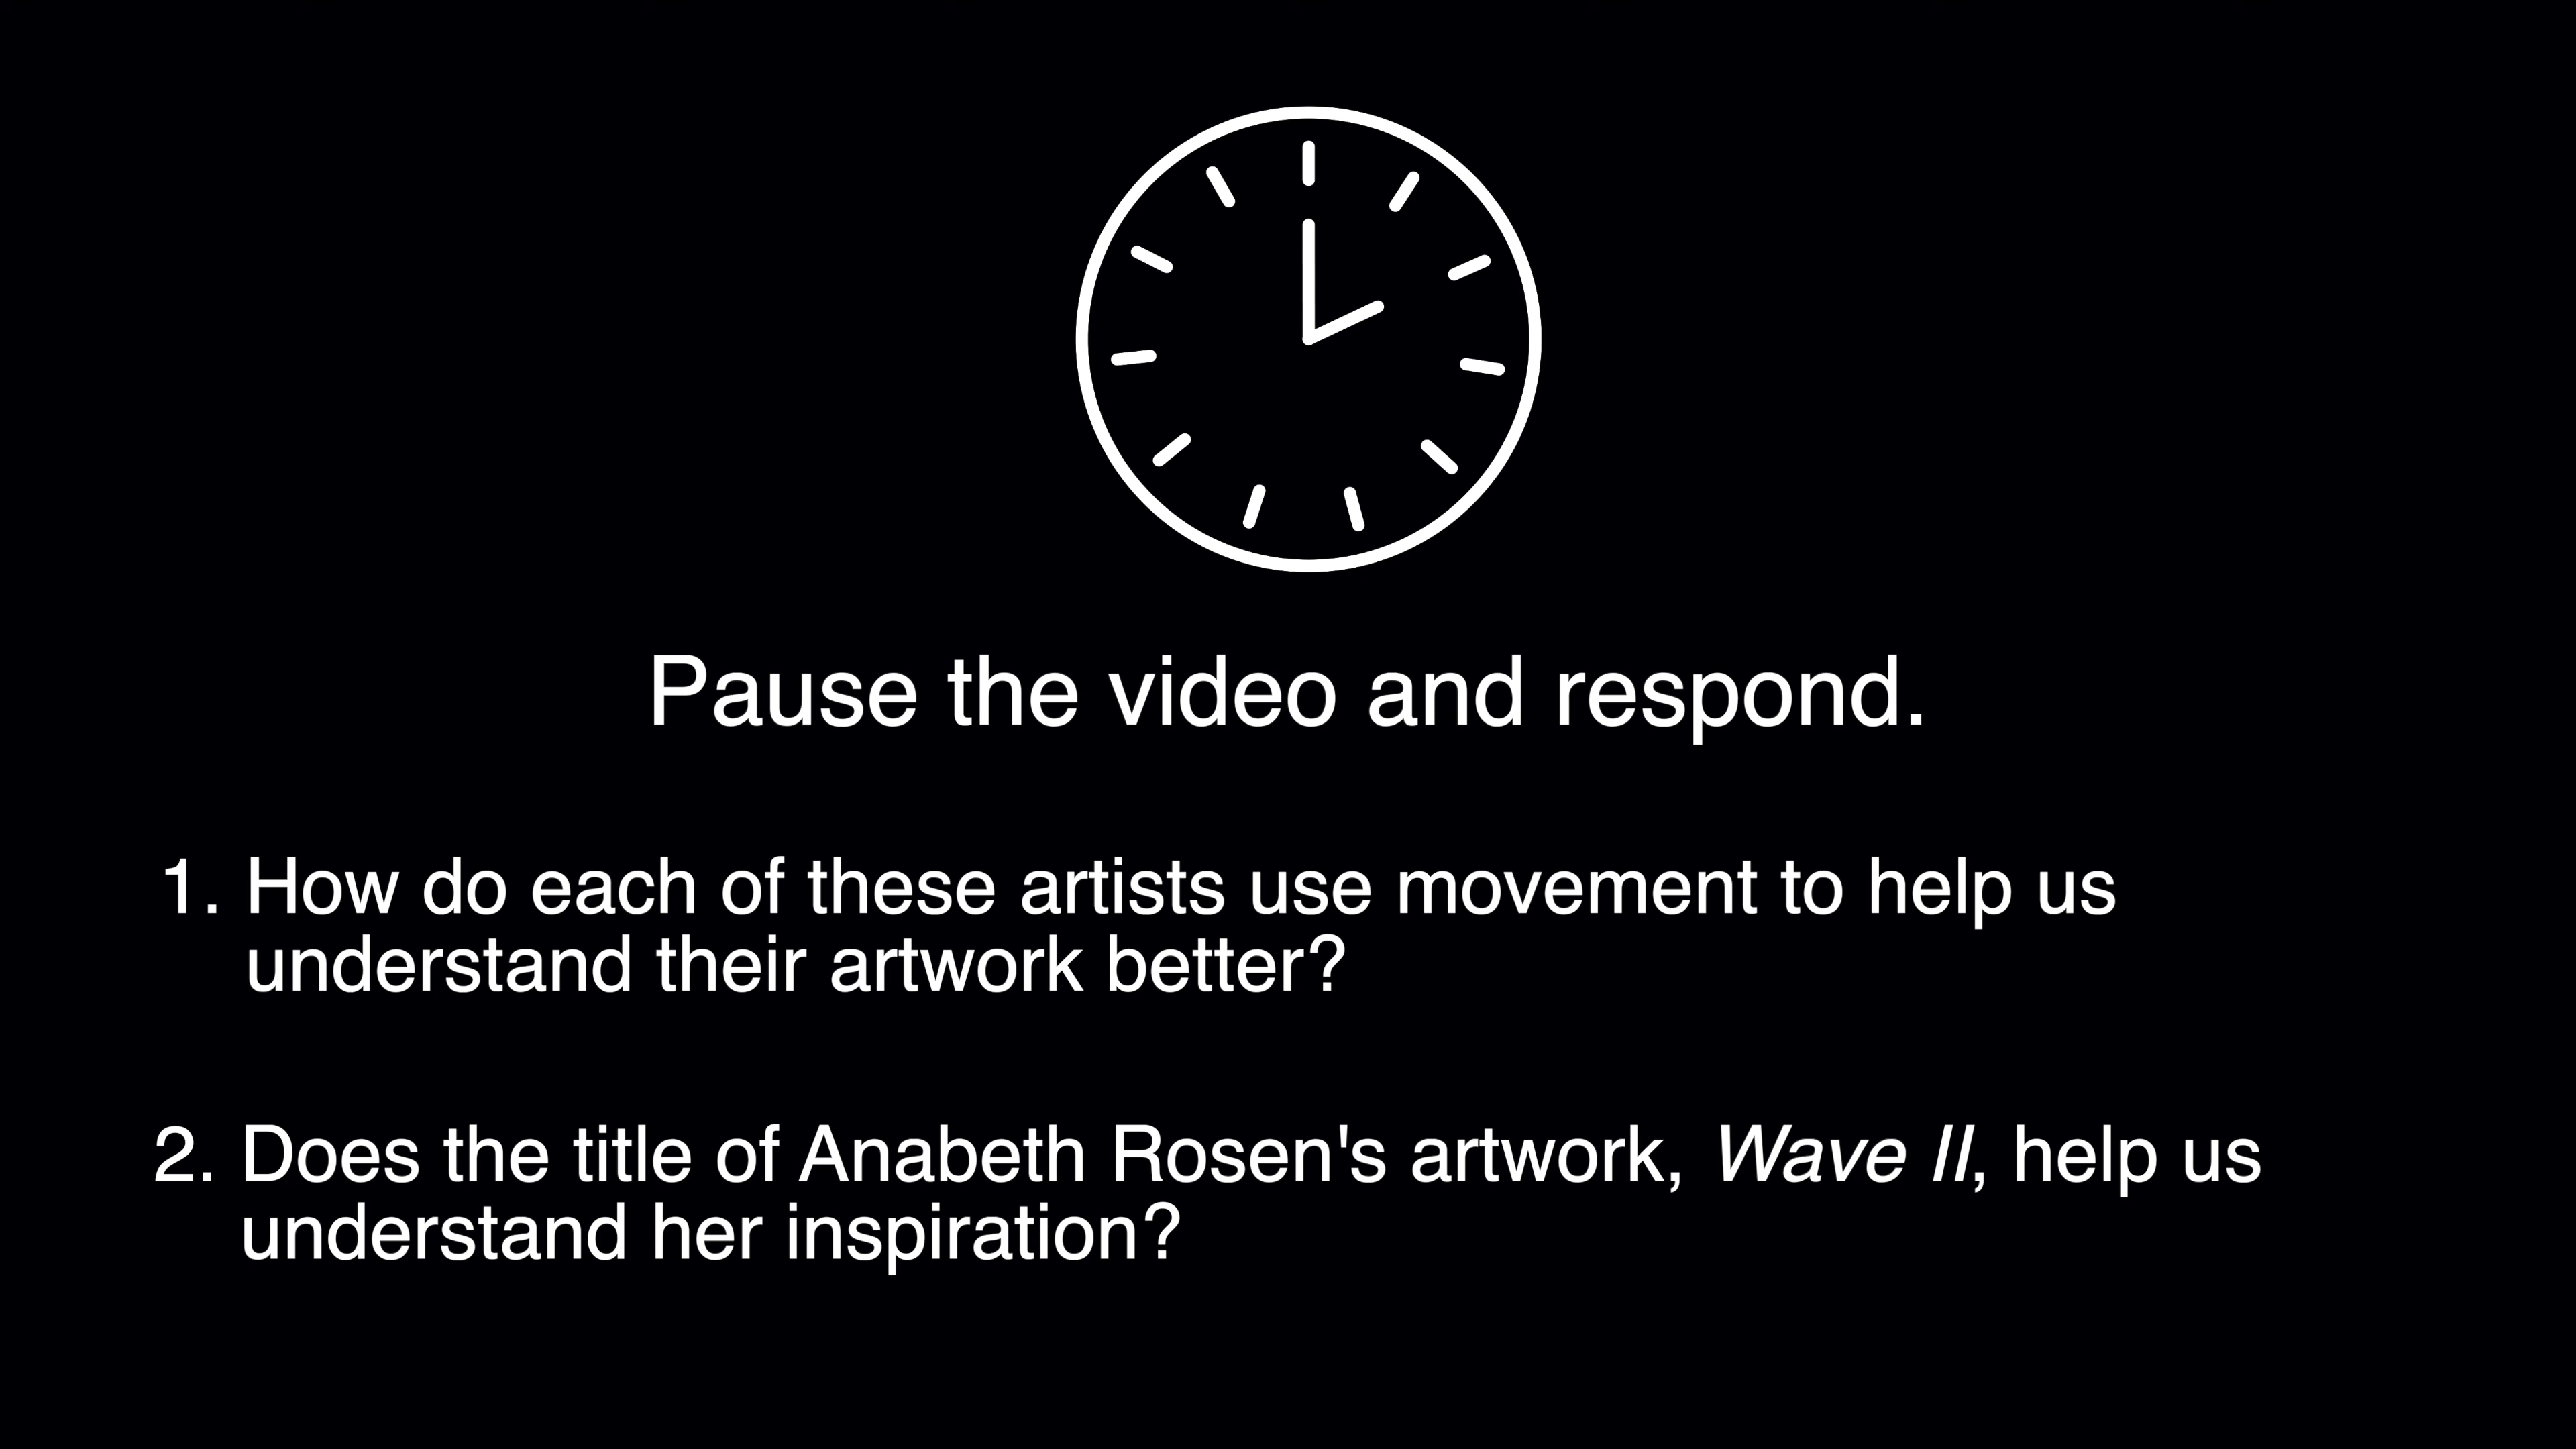 Pause the video and respond.
1. How do each of these artists use movement to help us
understand their artwork better?
2. Does the title of Anabeth Rosen's artwork, Wave II, help us
understand her inspiration?